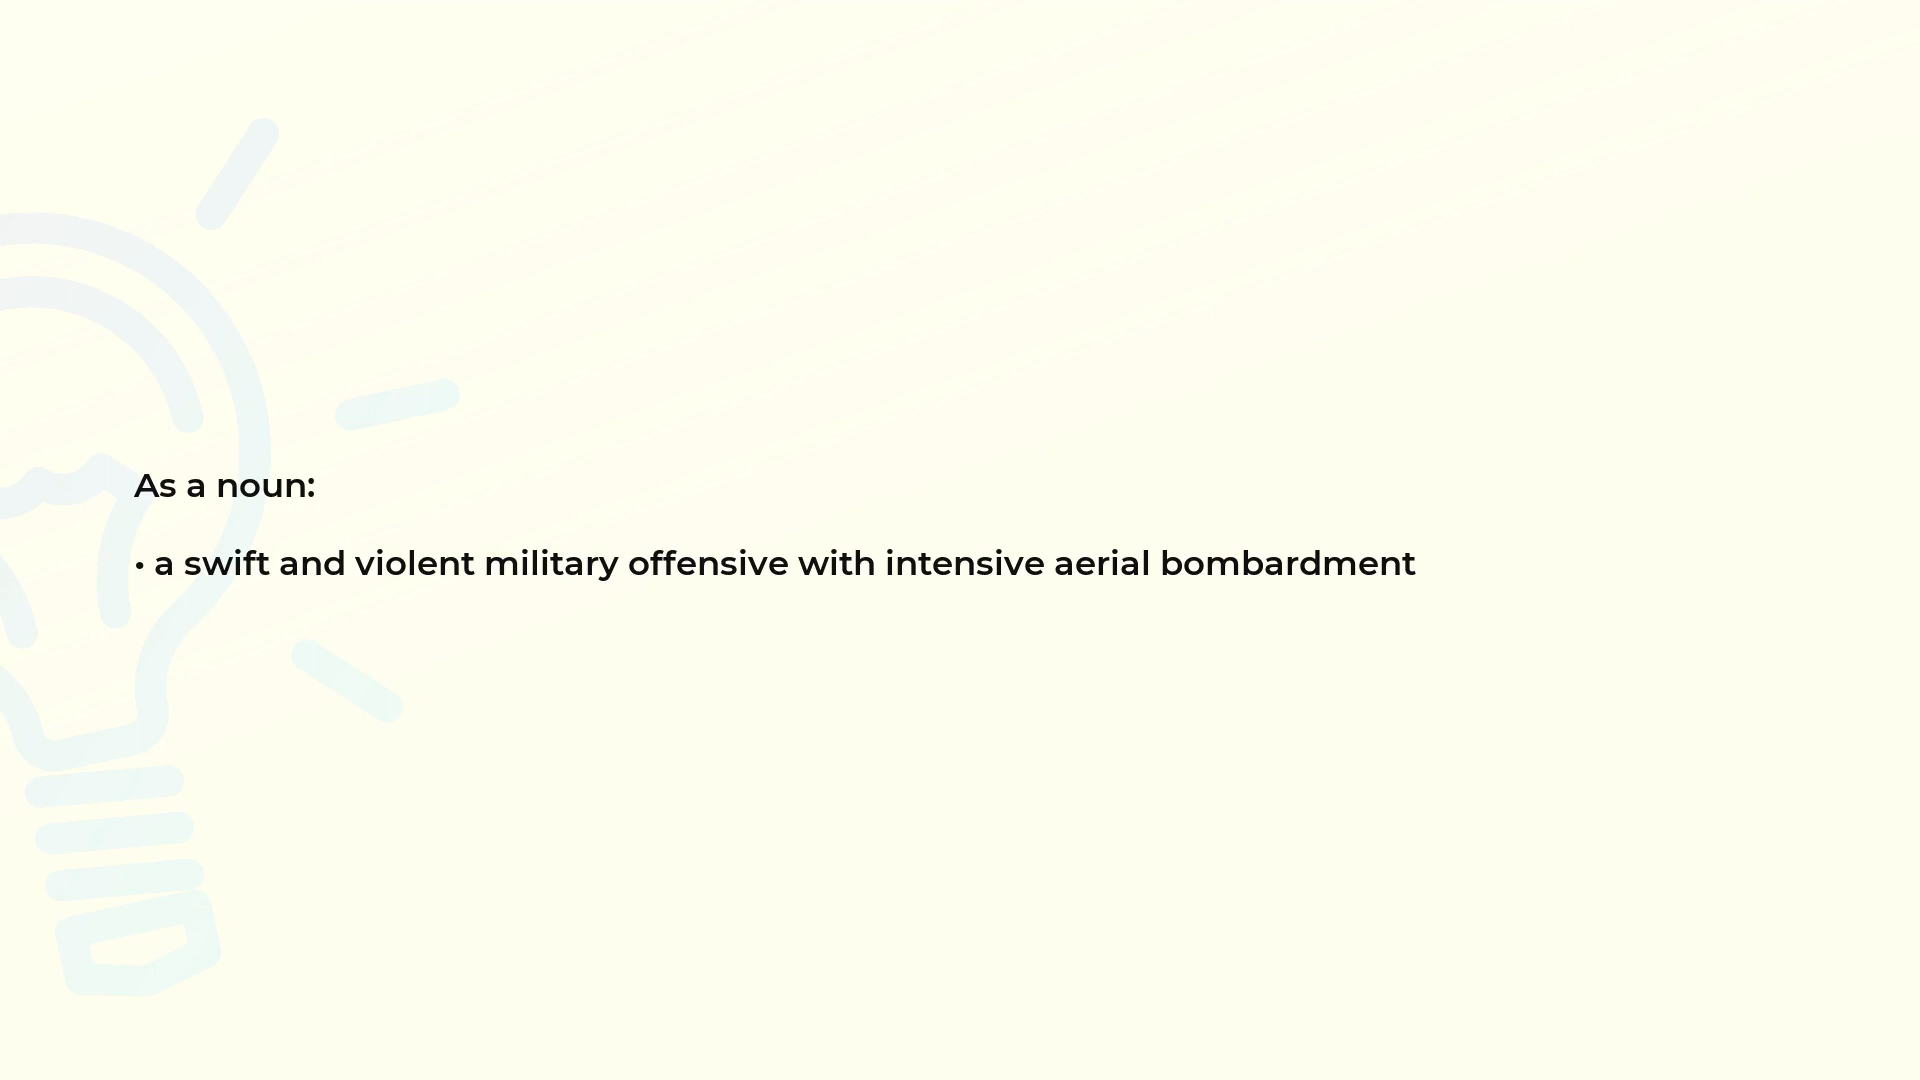 As a noun:
• a swift and violent military offensive with intensive aerial bombardment